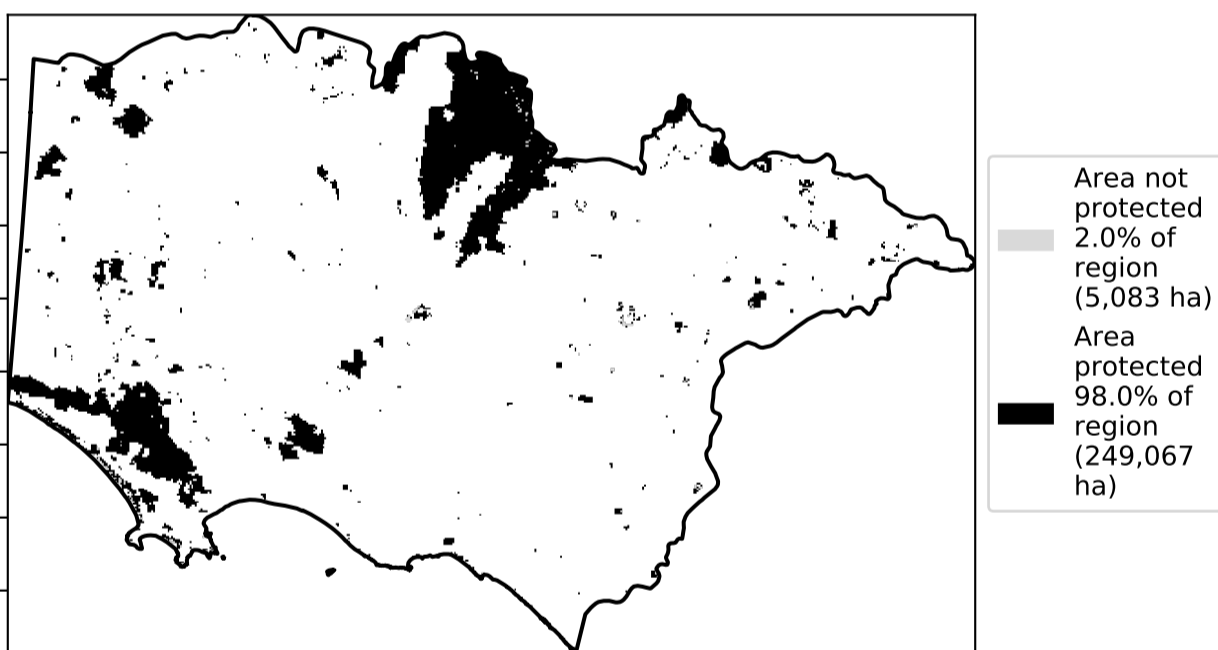 Area not
protected
2.0% of
region
(5,083 ha)
Area
protected
98.0% of
region
(249,067
ha)